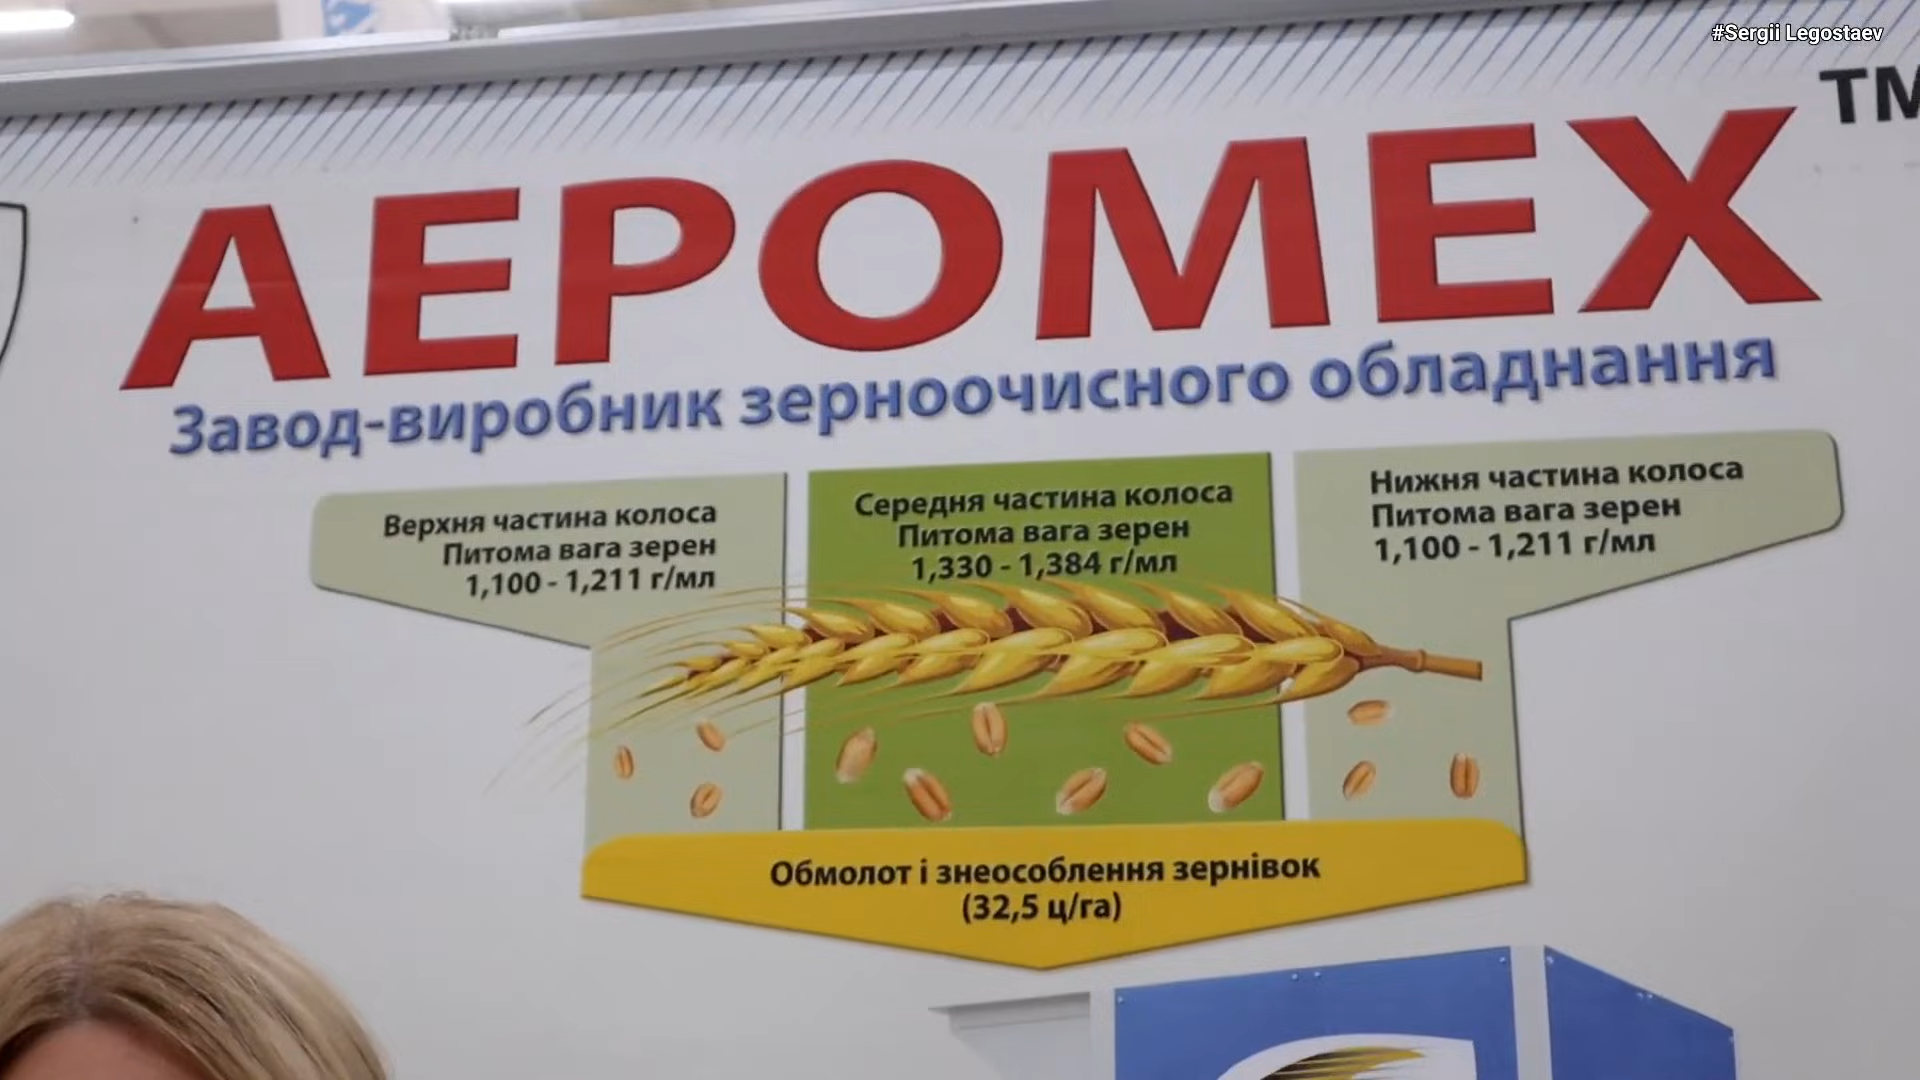 #Sergii Legostaev
АЕРОМЕХ ТМ
Завод-виробник зерноочисного обладнання
Верхня частина колоса
Питома вага зерен
1,100 - 1,211 г/мл
Середня частина колоса
Питома вага зерен
1,330 - 1,384 г/мл
Нижня частина колоса
Питома вага зерен
1,100 - 1,211 г/мл
Обмолот і знеособлення зернівок
(32,5 ц/га)